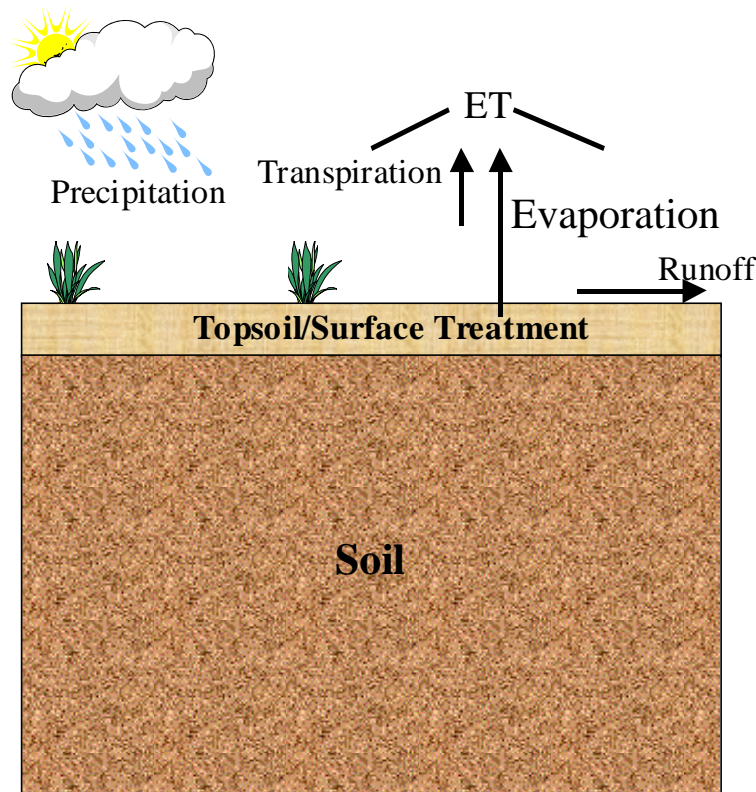 ET
Transpiration
Precipitation
Evaporation
Runoff
Topsoil/Surface Treatment
Soil